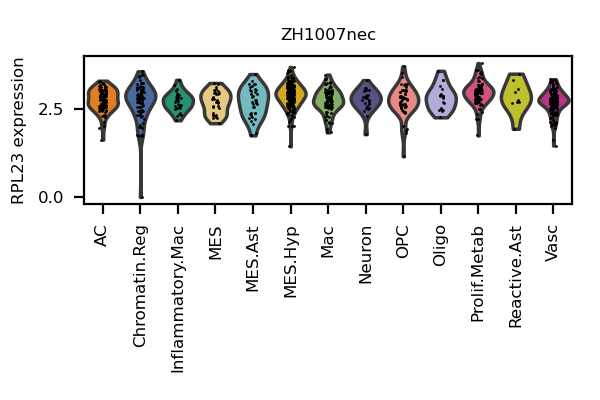 ZH1007nec
RPL23 expression
2.5
0.0
AC
Chromatin.Reg
Inflammatory.Mac
MES
MES.Ast
MES.Hyp
Mac
Neuron
OPC
Oligo
Prolif.Metab
Reactive.Ast
Vasc